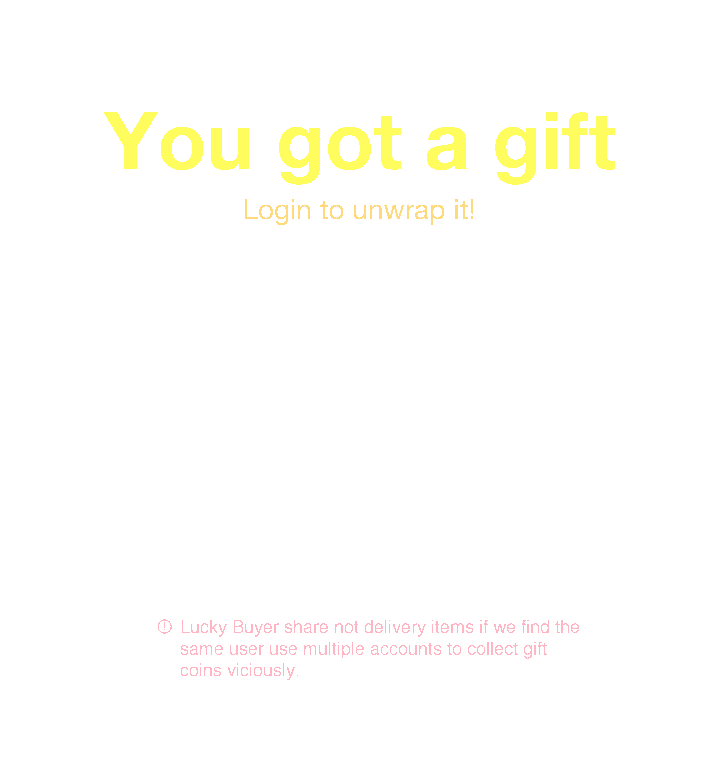 You got a gift
Login to unwrap it!
Lucky Buyer share not delivery items if we find the
same user use multiple accounts to collect gift
coins viciously.